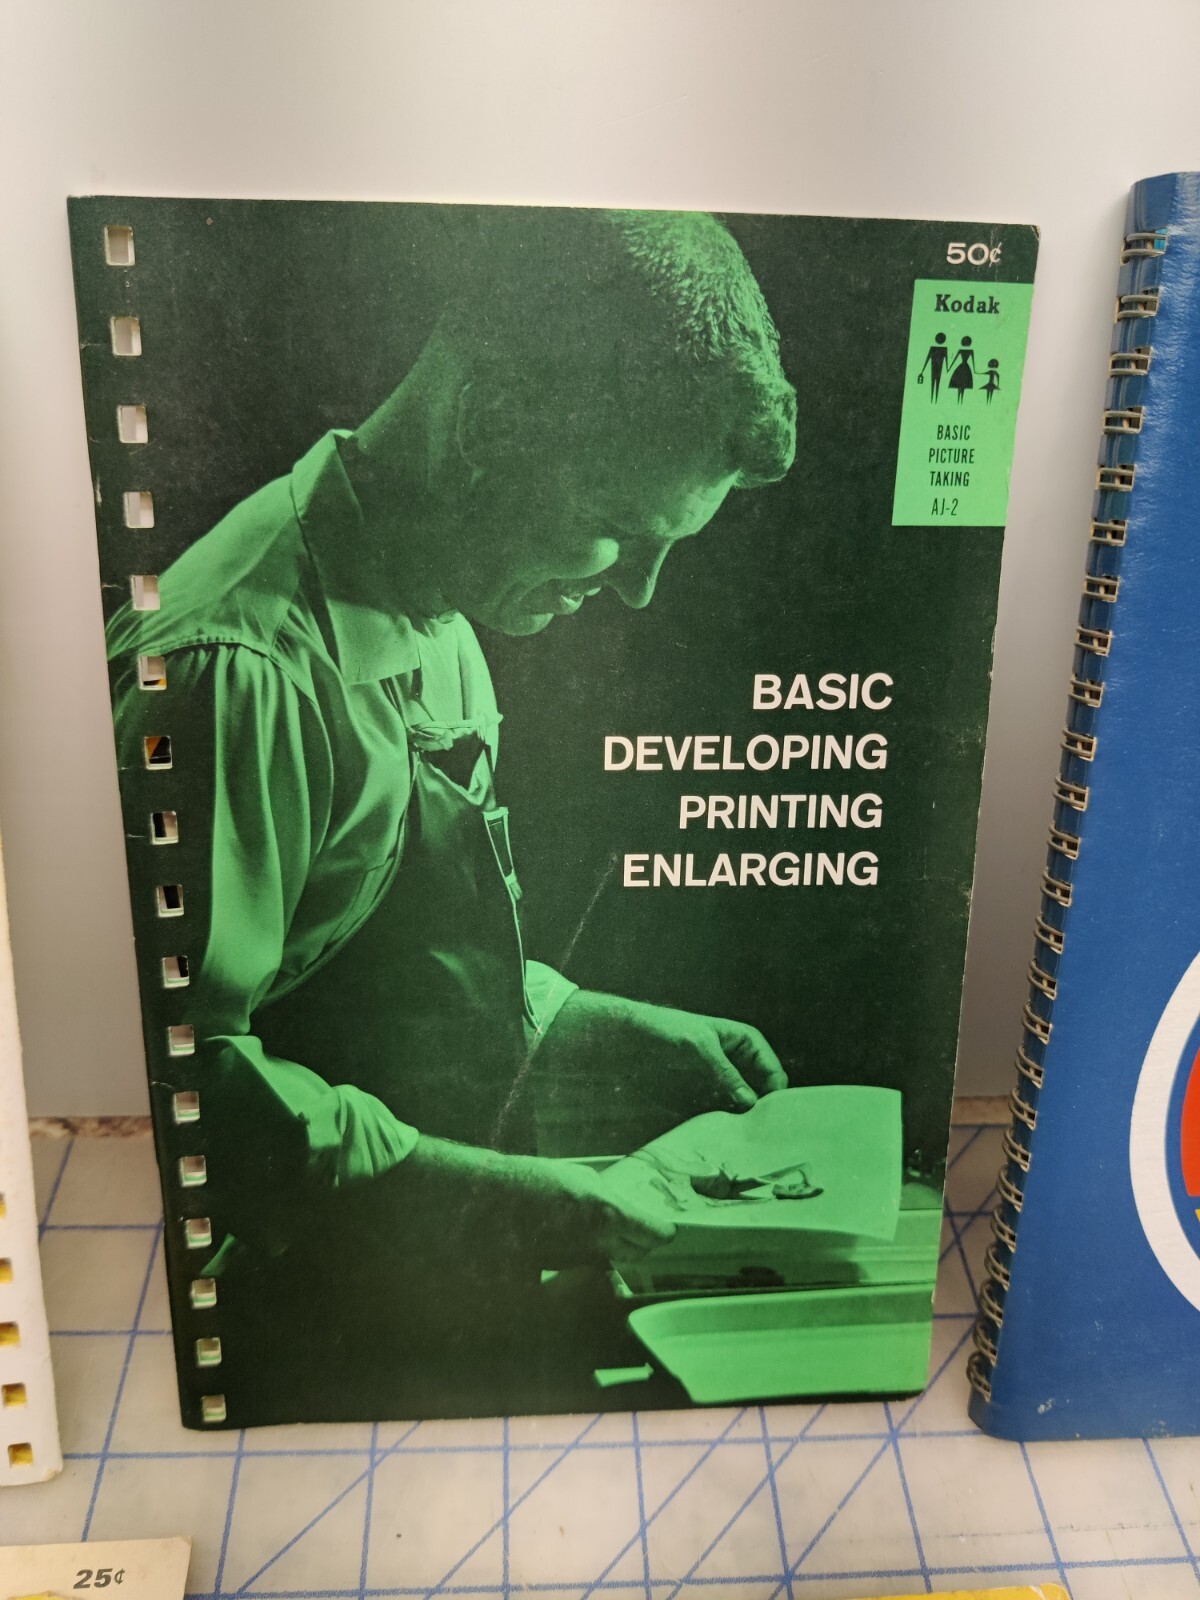 50¢
Kodak
BASIC
PICTURE
TAKING
AJ-2
BASIC
DEVELOPING
PRINTING
ENLARGING
25¢